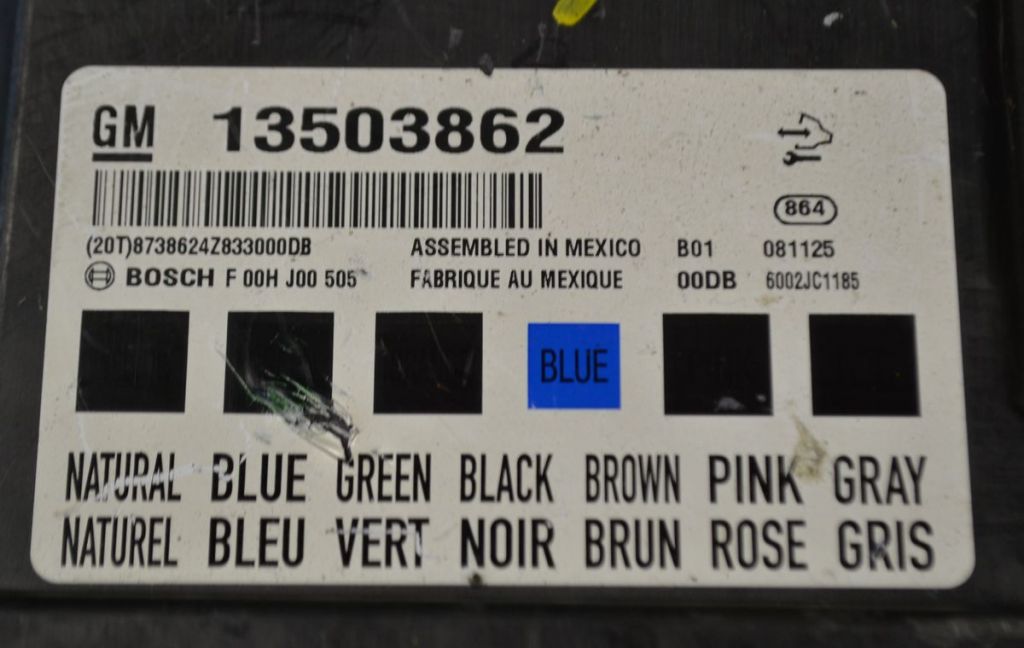 GM 13503862
864
(20T)8738624Z833000DB ASSEMBLED IN MEXICO B01 081125
BOSCH F 00H J00 505 FABRIQUE AU MEXIQUE 00DB 6002JC1185
BLUE PINK
NATURAL BLUE GREEN BLACK BROWN PINK GRAY
NATUREL BLEU VERT NOIR BRUN ROSE GRIS